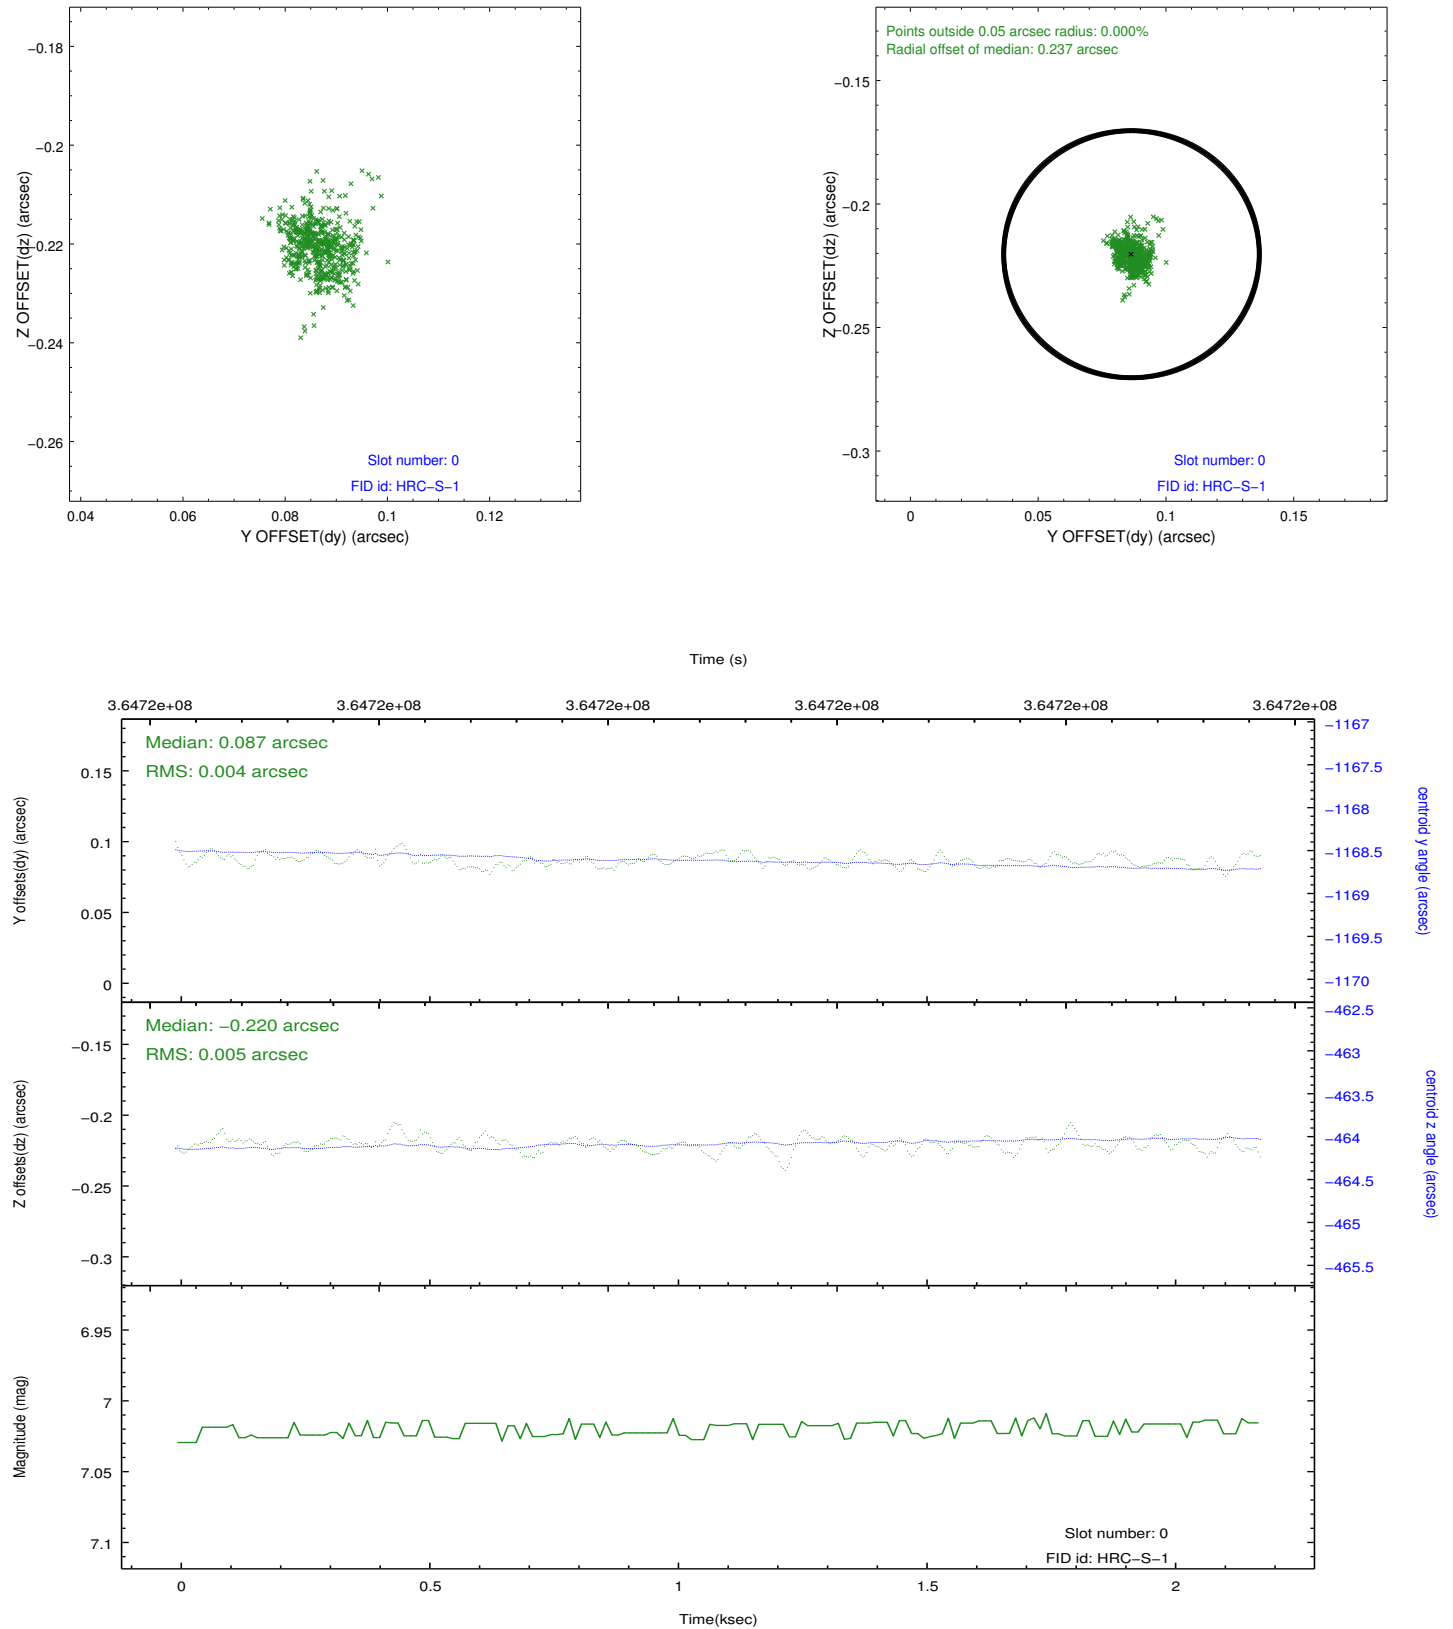 −0.18
−0.2
−0.22
−0.24
−0.26
Z OFFSET(dz) (arcsec)
Slot number: 0
FID id: HRC−S−1
0.04 0.06 0.08 0.1 0.12
Y OFFSET(dy) (arcsec)
Points outside 0.05 arcsec radius: 0.000%
Radial offset of median: 0.237 arcsec
−0.15
−0.2
−0.25
−0.3
Z OFFSET(dz) (arcsec)
Slot number: 0
FID id: HRC−S−1
0 0.05 0.1 0.15
Y OFFSET(dy) (arcsec)
Time (s)
3.6472e+08 3.6472e+08 3.6472e+08 3.6472e+08 3.6472e+08 3.6472e+08
Median: 0.087 arcsec
RMS: 0.004 arcsec
0.15
0.1
0.05
0
Y offsets(dy) (arcsec)
−1167
−1167.5
−1168
−1168.5
−1169
−1169.5
−1170
centroid y angle (arcsec)
Median: −0.220 arcsec
RMS: 0.005 arcsec
−0.15
−0.2
−0.25
−0.3
Z offsets(dz) (arcsec)
−462.5
−463
−463.5
−464
−464.5
−465
−465.5
centroid z angle (arcsec)
6.95
7
7.05
7.1
Magnitude (mag)
Slot number: 0
FID id: HRC−S−1
0 0.5 1 1.5 2
Time(ksec)